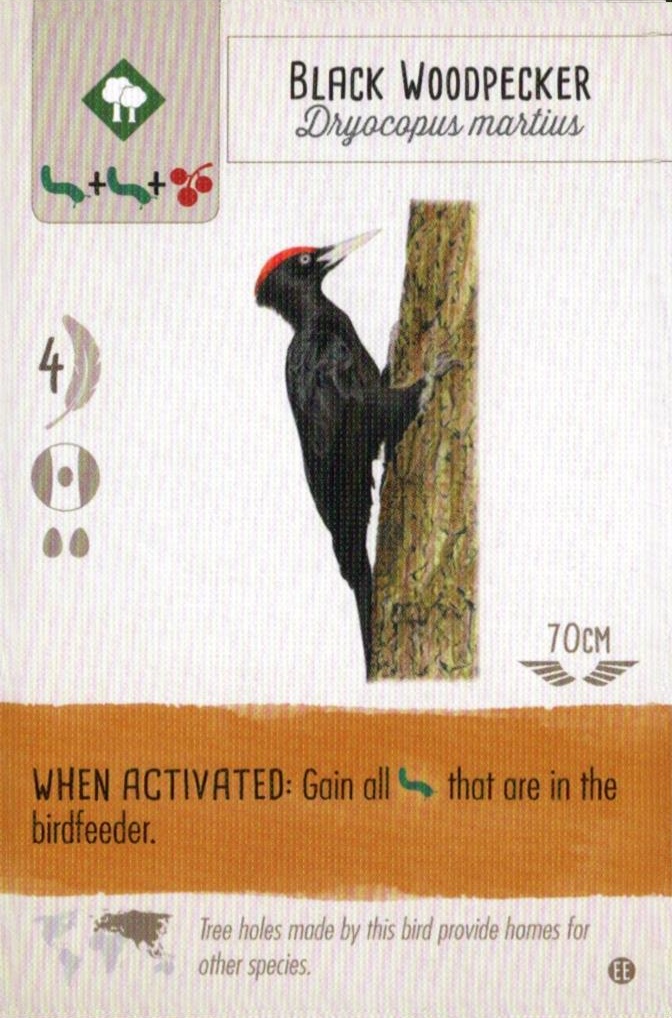 BLACK WOODPECKER
Dryocopus martius
+ +
4
70CM
WHEN ACTIVATED: Gain all that are in the
birdfeeder.
Tree holes made by this bird provide homes for
other species.
EE